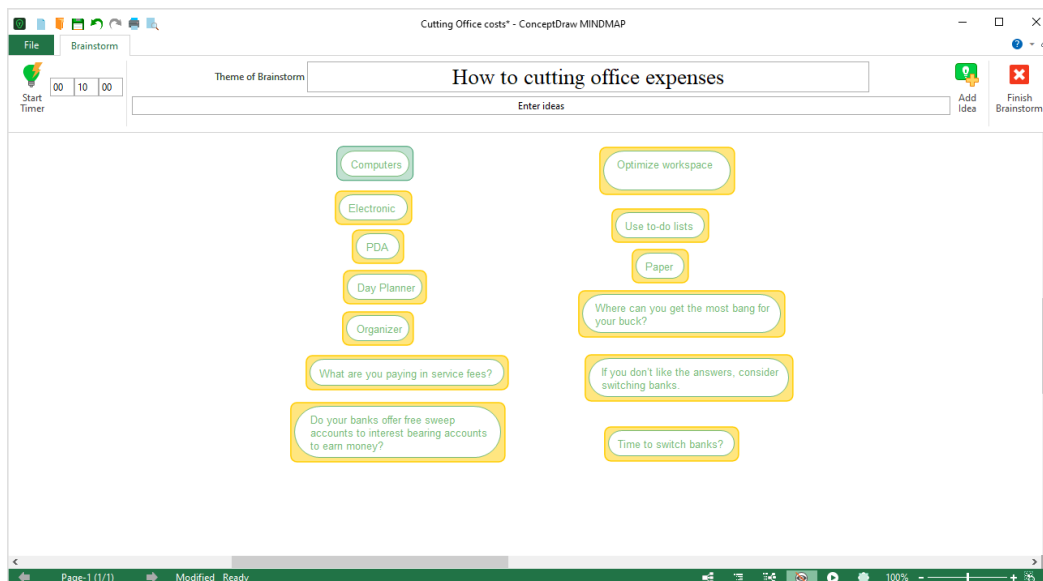 Cutting Office costs* - ConceptDraw MINDMAP
File
Brainstorm
Start
Timer
00 10 00
Theme of Brainstorm
How to cutting office expenses
Enter ideas
Add
Idea
Finish
Brainstorm
Computers
Electronic
PDA
Day Planner
Organizer
What are you paying in service fees?
Do your banks offer free sweep
accounts to interest bearing accounts
to earn money?
Optimize workspace
Use to-do lists
Paper
Where can you get the most bang for
your buck?
If you don't like the answers, consider
switching banks.
Time to switch banks?
Page-1 (1/1)
Modified Ready
100%